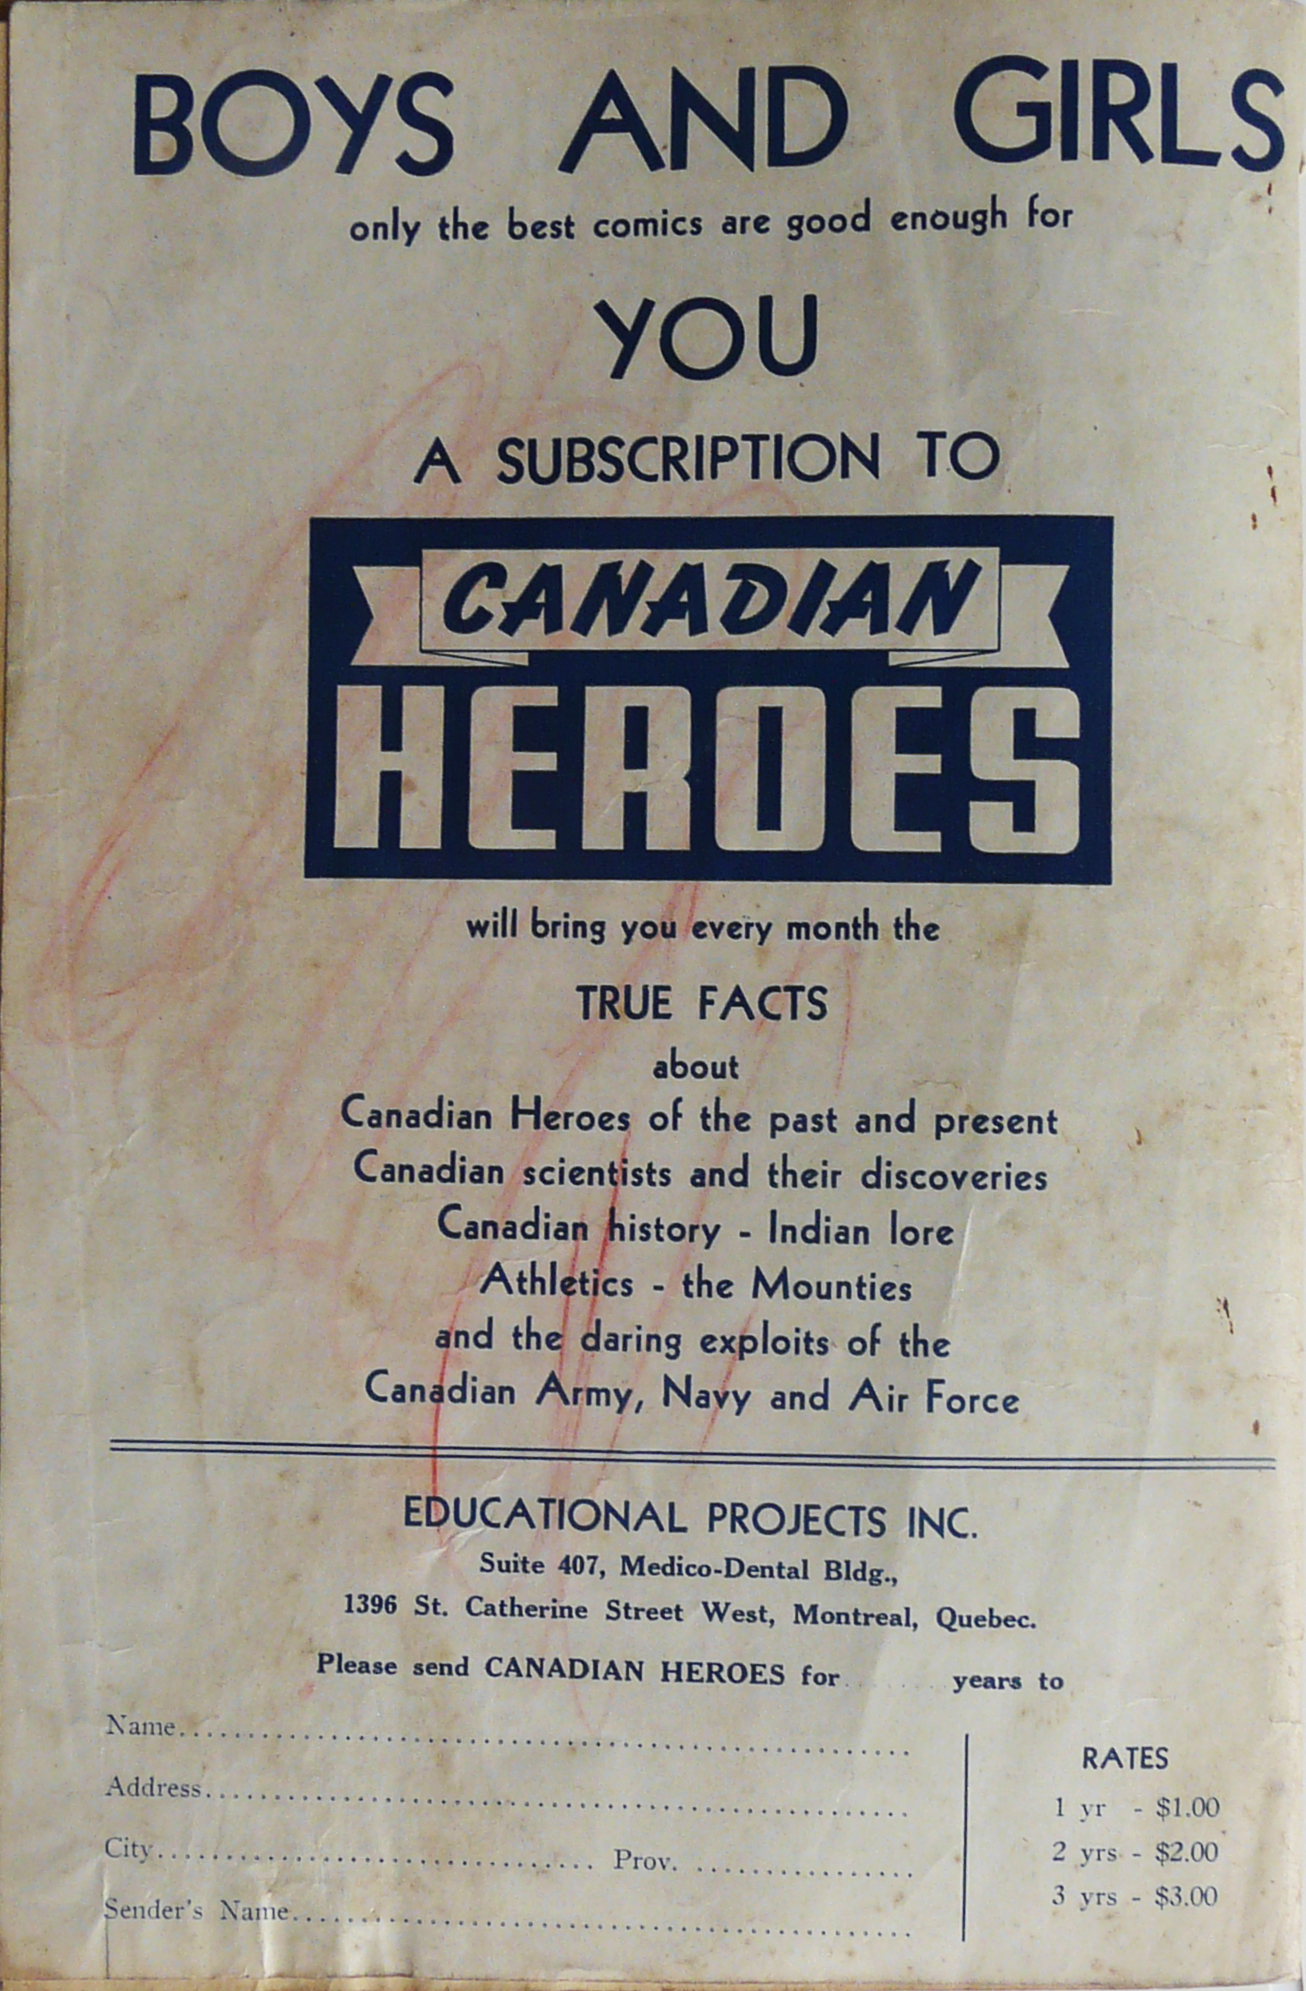 BOYS AND GIRLS
only the best comics are good enough for
YOU
A SUBSCRIPTION TO
CANADIAN
HEROES
will bring you every month the
TRUE FACTS
about
Canadian Heroes of the past and present
Canadian scientists and their discoveries
Canadian history - Indian lore
Athletics - the Mounties
and the daring exploits of the
Canadian Army, Navy and Air Force
EDUCATIONAL PROJECTS INC.
Suite 407, Medico-Dental Bldg.,
1396 St. Catherine Street West, Montreal, Quebec.
Please send CANADIAN HEROES for ........ years to
Name......................................................
Address...................................................
City................................ Prov. ................
Sender's Name.............................................
RATES
1 yr - $1.00
2 yrs - $2.00
3 yrs - $3.00